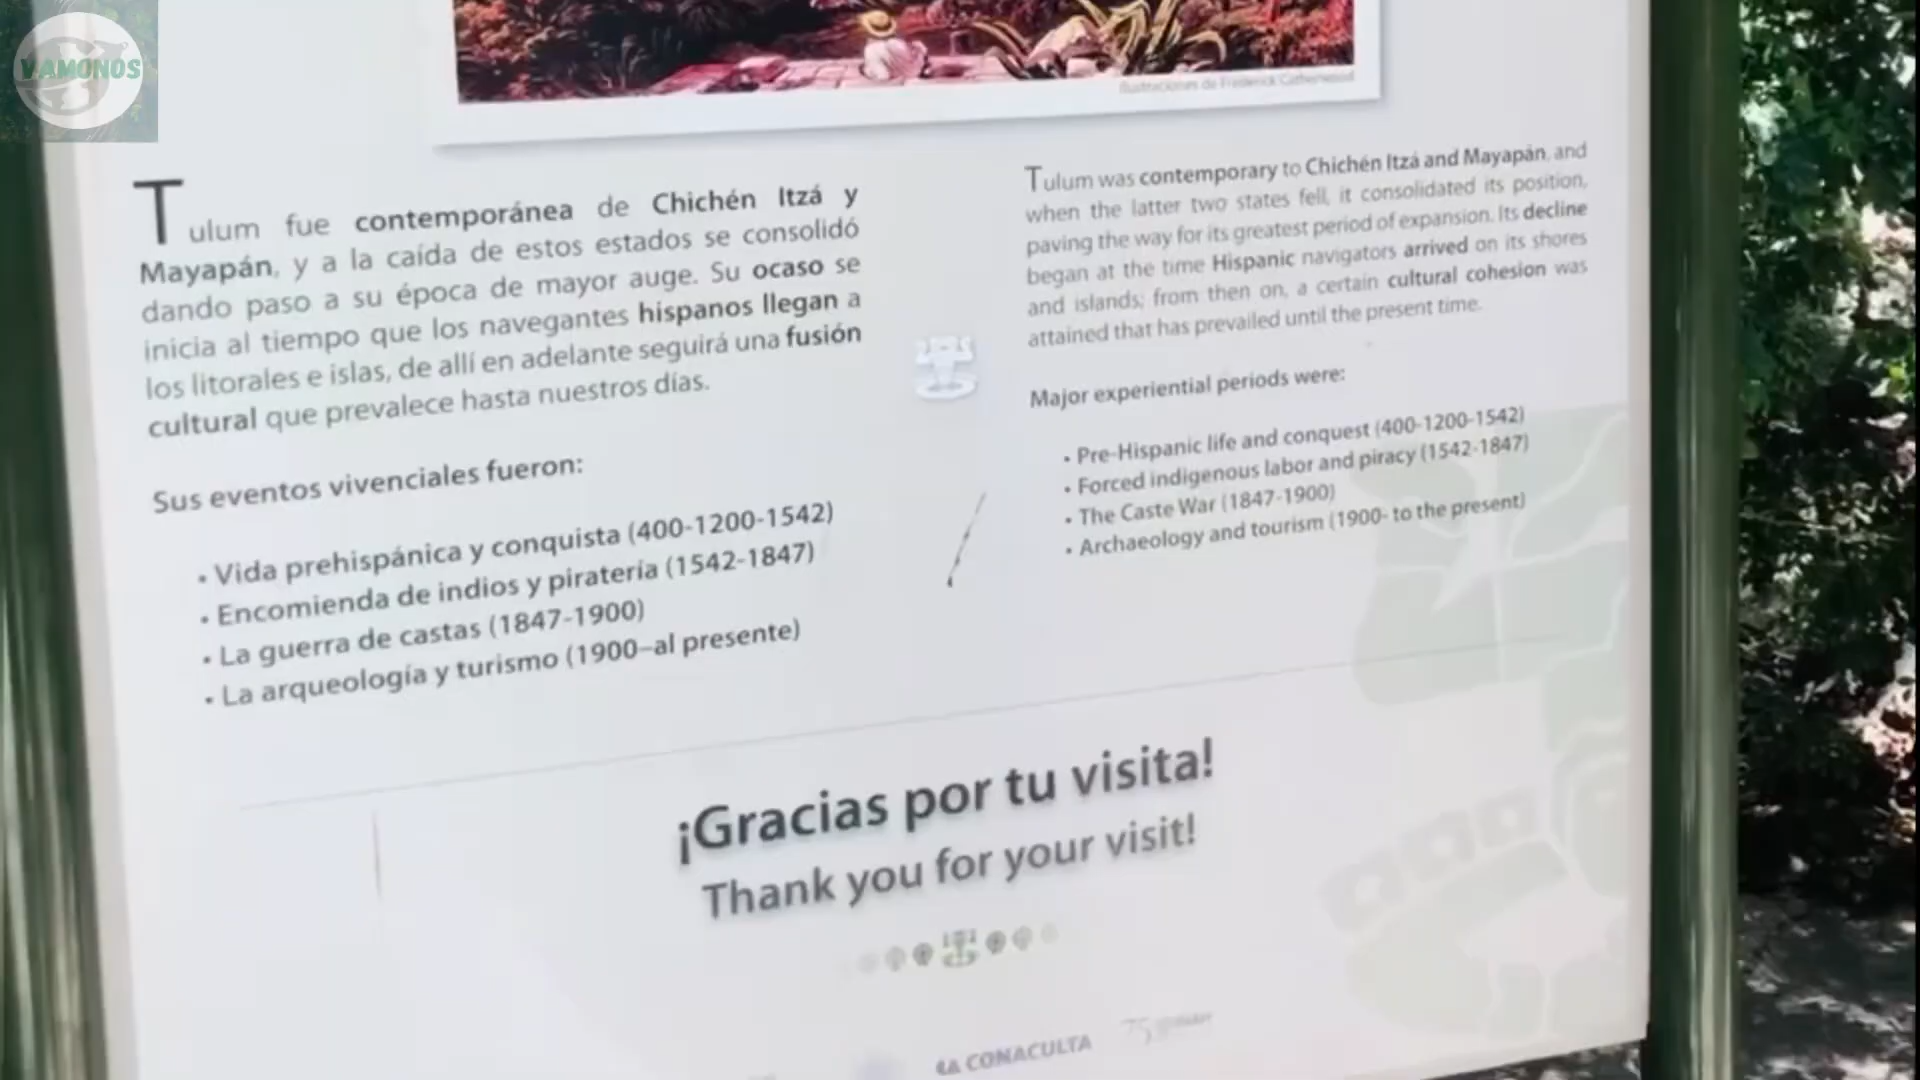 VAMONOS
Ilustraciones de Frederick Catherwood
Tulum fue contemporánea de Chichén Itzá y
Mayapán, y a la caída de estos estados se consolidó
dando paso a su época de mayor auge. Su ocaso se
inicia al tiempo que los navegantes hispanos llegan a
los litorales e islas, de allí en adelante seguirá una fusión
cultural que prevalece hasta nuestros días.
Sus eventos vivenciales fueron:
• Vida prehispánica y conquista (400-1200-1542)
• Encomienda de indios y piratería (1542-1847)
• La guerra de castas (1847-1900)
• La arqueología y turismo (1900–al presente)
Tulum was contemporary to Chichén Itzá and Mayapán, and
when the latter two states fell, it consolidated its position,
paving the way for its greatest period of expansion. Its decline
began at the time Hispanic navigators arrived on its shores
and islands; from then on, a certain cultural cohesion was
attained that has prevailed until the present time.
Major experiential periods were:
• Pre-Hispanic life and conquest (400-1200-1542)
• Forced indigenous labor and piracy (1542-1847)
• The Caste War (1847-1900)
• Archaeology and tourism (1900- to the present)
¡Gracias por tu visita!
Thank you for your visit!
CONACULTA
75